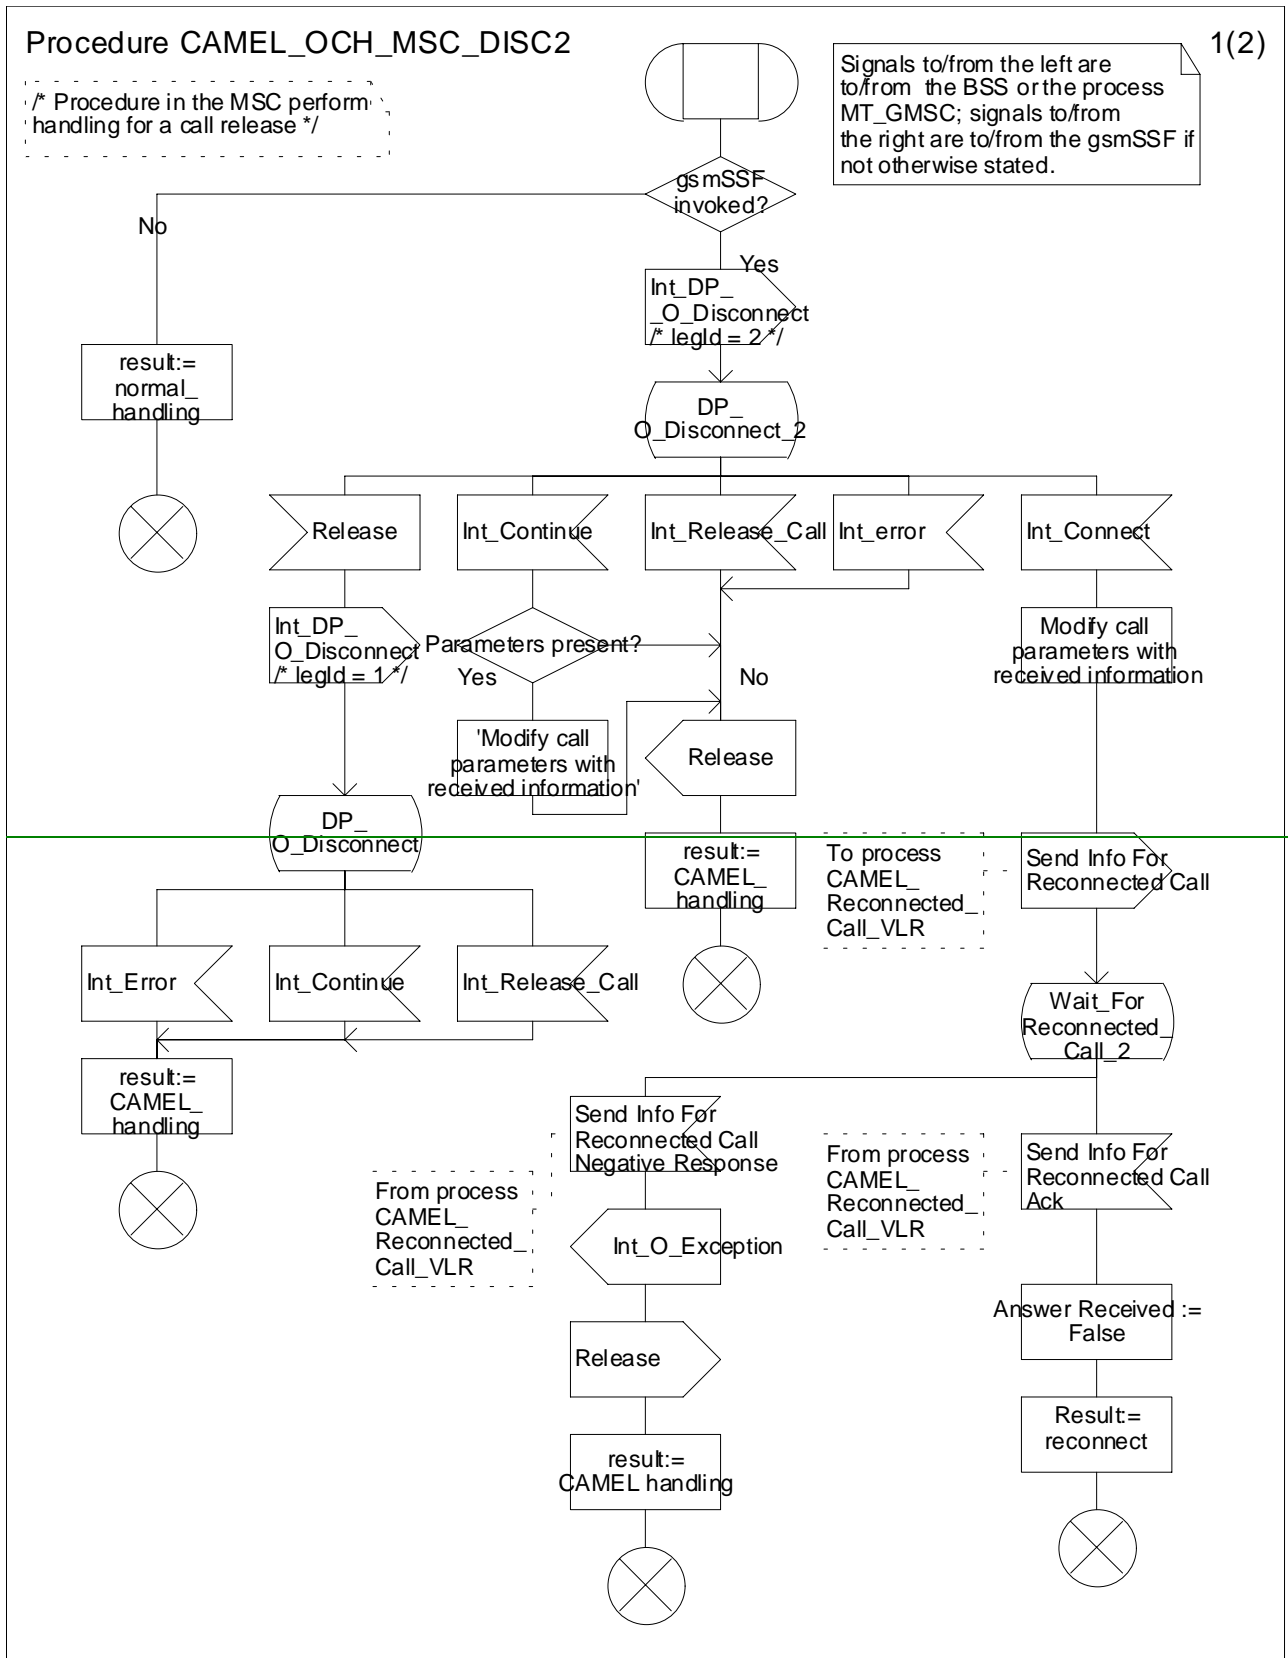 Procedure CAMEL_OCH_MSC_DISC2
1(2)
/* Procedure in the MSC perform
handling for a call release */
Signals to/from the left are
to/from the BSS or the process
MT_GMSC; signals to/from
the right are to/from the gsmSSF if
not otherwise stated.
gsmSSF
invoked?
No
Yes
Int_DP_
_O_Disconnect
/* legId = 2 */
result:=
normal_
handling
DP_
O_Disconnect_2
Release
Int_Continue
Int_Release_Call
Int_error
Int_Connect
Int_DP_
O_Disconnect
/* legId = 1 */
Parameters present?
Yes
No
Modify call
parameters with
received information
'Modify call
parameters with
received information'
Release
DP_
O_Disconnect
result:=
CAMEL_
handling
To process
CAMEL_
Reconnected_
Call_VLR
Send Info For
Reconnected Call
Int_Error
Int_Continue
Int_Release_Call
Wait_For
Reconnected_
Call_2
result:=
CAMEL_
handling
Send Info For
Reconnected Call
Negative Response
From process
CAMEL_
Reconnected_
Call_VLR
From process
CAMEL_
Reconnected_
Call_VLR
Send Info For
Reconnected Call
Ack
Int_O_Exception
Answer Received :=
False
Release
Result:=
reconnect
result:=
CAMEL handling